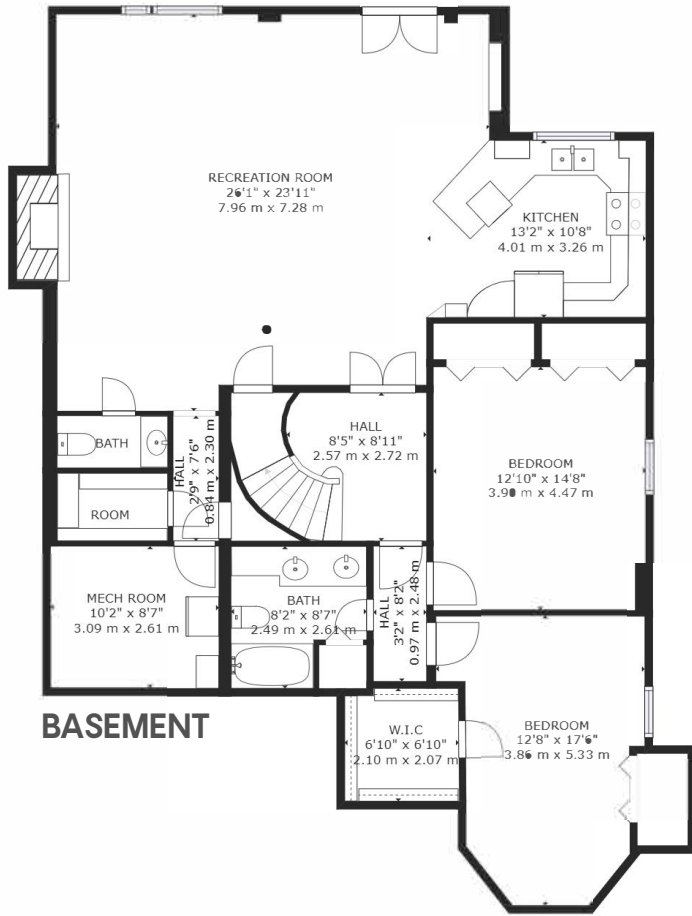 RECREATION ROOM
26'1" x 23'11"
7.96 m x 7.28 m
KITCHEN
13'2" x 10'8"
4.01 m x 3.26 m
HALL
8'5" x 8'11"
2.57 m x 2.72 m
BATH
HALL
2'9" x 7'6"
0.84 m x 2.30 m
BEDROOM
12'10" x 14'8"
3.90 m x 4.47 m
ROOM
MECH ROOM
10'2" x 8'7"
3.09 m x 2.61 m
BATH
8'2" x 8'7"
2.49 m x 2.61 m
HALL
3'2" x 8'2"
0.97 m x 2.48 m
BASEMENT
W.I.C
6'10" x 6'10"
2.10 m x 2.07 m
BEDROOM
12'8" x 17'6"
3.86 m x 5.33 m